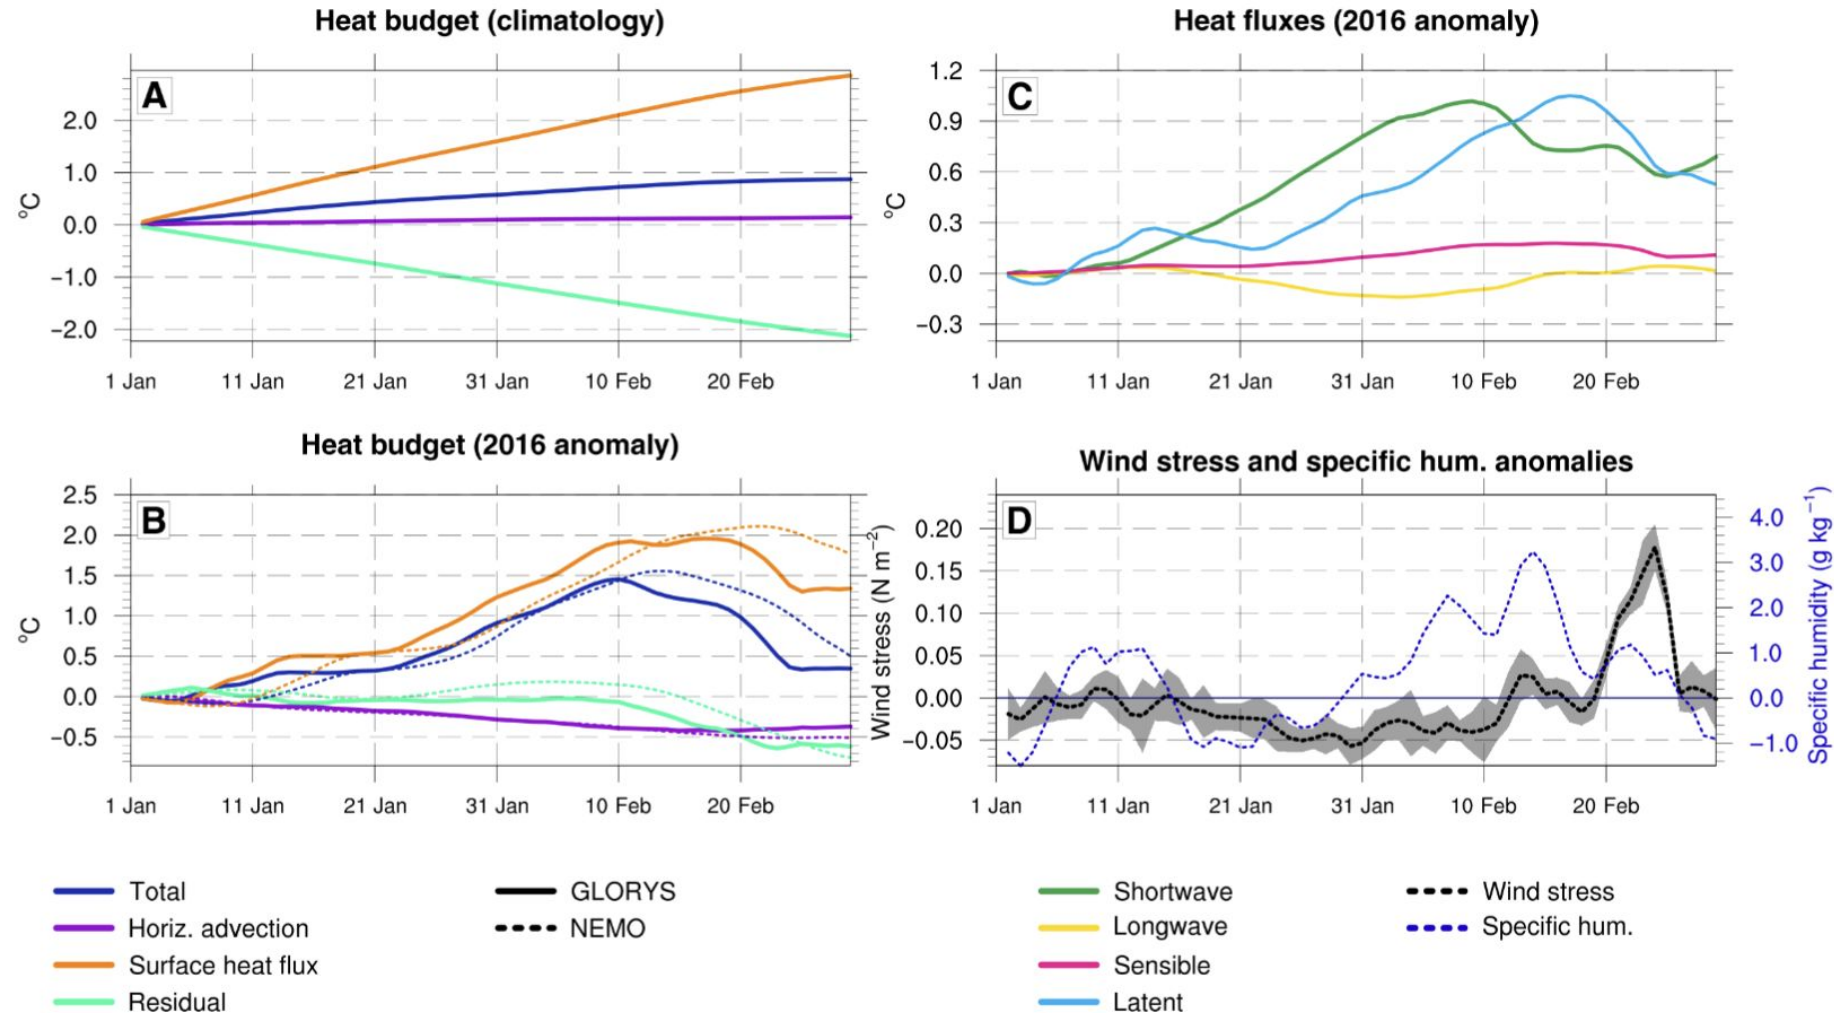 Heat budget (climatology)
A
°C
2.0
1.0
0.0
−1.0
−2.0
1 Jan 11 Jan 21 Jan 31 Jan 10 Feb 20 Feb
Heat fluxes (2016 anomaly)
C
°C
1.2
0.9
0.6
0.3
0.0
−0.3
1 Jan 11 Jan 21 Jan 31 Jan 10 Feb 20 Feb
Heat budget (2016 anomaly)
B
°C
2.5
2.0
1.5
1.0
0.5
0.0
−0.5
1 Jan 11 Jan 21 Jan 31 Jan 10 Feb 20 Feb
Wind stress and specific hum. anomalies
D
Wind stress (N m⁻²)
0.20
0.15
0.10
0.05
0.00
−0.05
4.0
3.0
2.0
1.0
0.0
−1.0
Specific humidity (g kg⁻¹)
1 Jan 11 Jan 21 Jan 31 Jan 10 Feb 20 Feb
Total
Horiz. advection
Surface heat flux
Residual
GLORYS
NEMO
Shortwave
Longwave
Sensible
Latent
Wind stress
Specific hum.